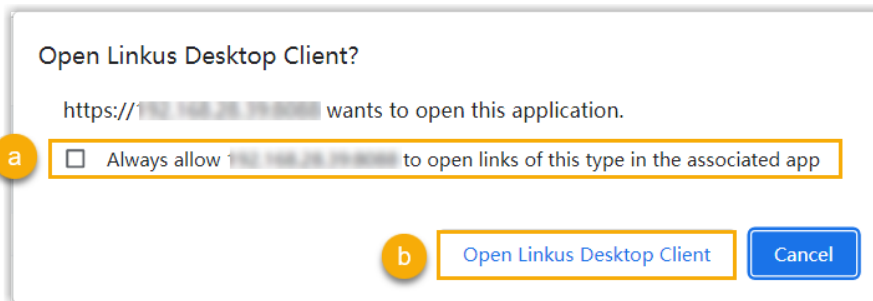 Open Linkus Desktop Client?
https:// wants to open this application.
a
Always allow to open links of this type in the associated app
b
Open Linkus Desktop Client
Cancel